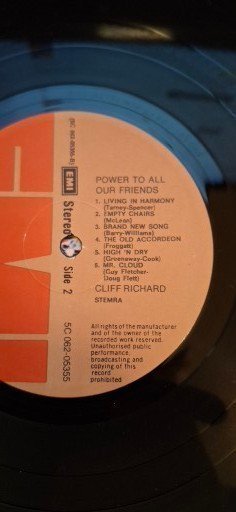 POWER TO ALL
OUR FRIENDS
1. LIVING IN HARMONY
(Tarney-Spencer)
2. EMPTY CHAIRS
(McLean)
3. BRAND NEW SONG
(Barry-Williams)
4. THE OLD ACCORDEON
(Froggatt)
5. HIGH 'N DRY
(Greenaway-Cook)
6. MR. CLOUD
(Guy Fletcher-
Doug Flett)
CLIFF RICHARD
STEMRA
All rights of the manufacturer
and of the owner of the
recorded work reserved.
Unauthorised public
performance,
broadcasting and
copying of this
record
prohibited
EMI
Stereo
Side 2
5C 062-05355